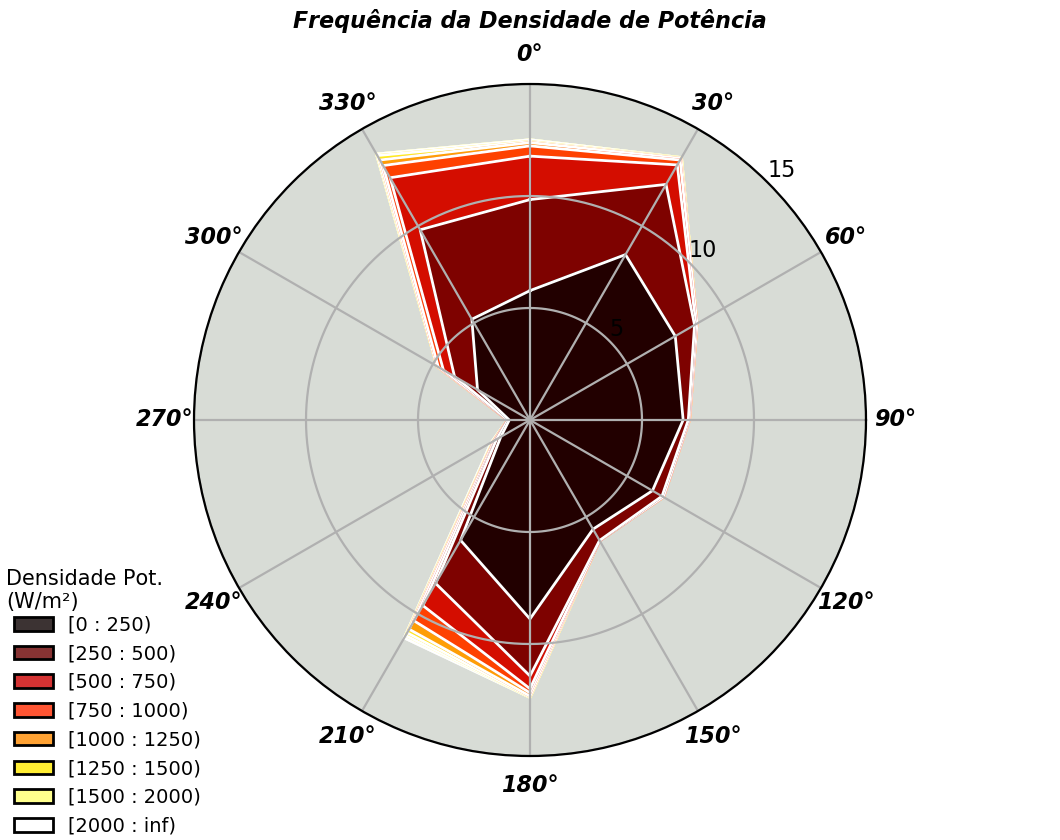 Frequência da Densidade de Potência
0°
330°
30°
15
300°
60°
10
5
270°
90°
240°
120°
210°
150°
180°
Densidade Pot.
(W/m²)
[0 : 250)
[250 : 500)
[500 : 750)
[750 : 1000)
[1000 : 1250)
[1250 : 1500)
[1500 : 2000)
[2000 : inf)